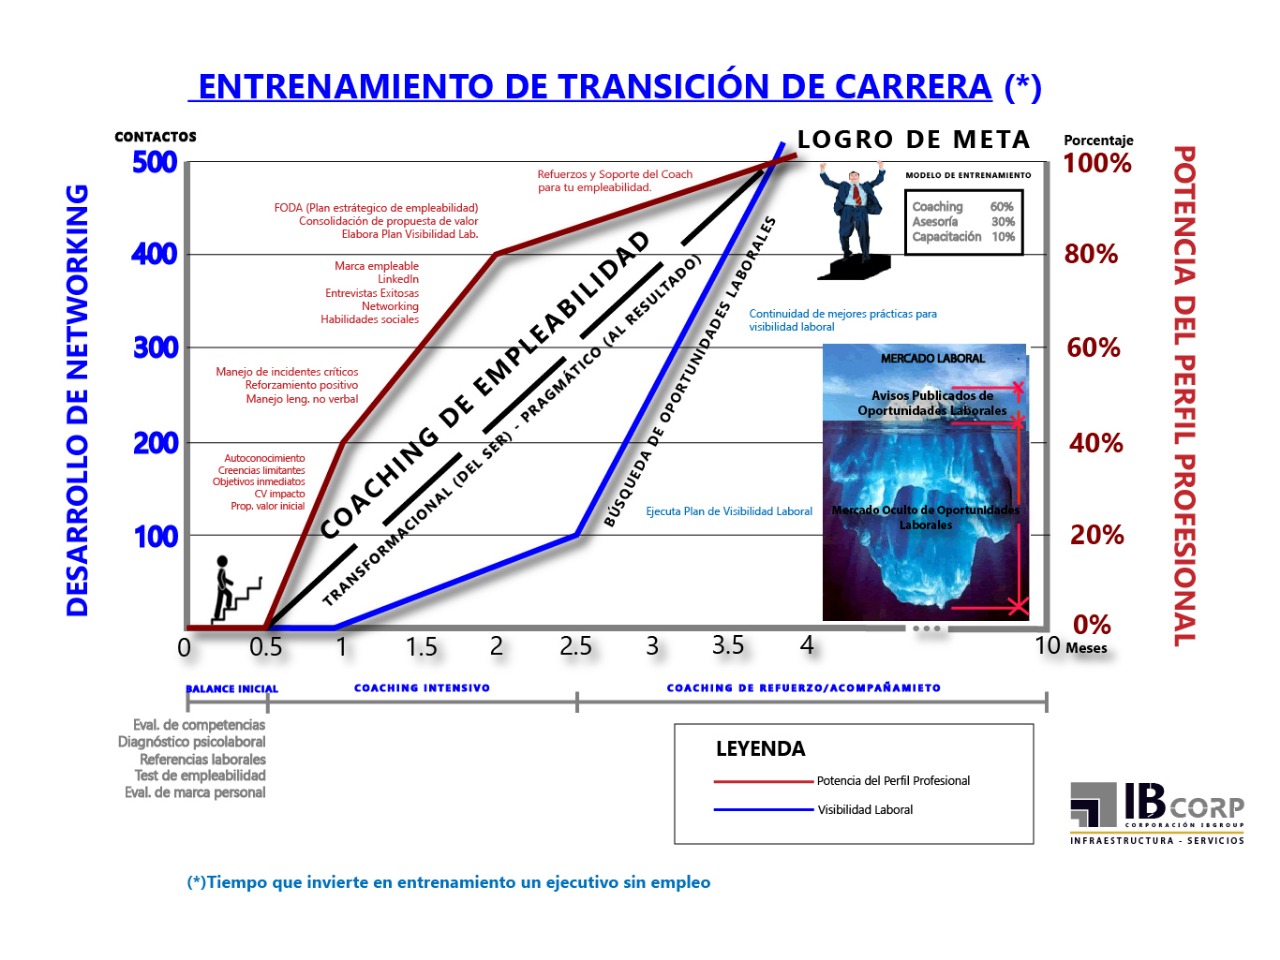 ENTRENAMIENTO DE TRANSICIÓN DE CARRERA (*)
CONTACTOS
LOGRO DE META
Porcentaje
500
400
300
200
100
DESARROLLO DE NETWORKING
100%
80%
60%
40%
20%
0%
POTENCIA DEL PERFIL PROFESIONAL
Refuerzos y Soporte del Coach
para tu empleabilidad.
FODA (Plan estrátegico de empleabilidad)
Consolidación de propuesta de valor
Elabora Plan Visibilidad Lab.
Marca empleable
LinkedIn
Entrevistas Exitosas
Networking
Habilidades sociales
Manejo de incidentes críticos
Reforzamiento positivo
Manejo leng. no verbal
Autoconocimiento
Creencias limitantes
Objetivos inmediatos
CV impacto
Prop. valor inicial
COACHING DE EMPLEABILIDAD
TRANSFORMACIONAL (DEL SER) - PRAGMÁTICO (AL RESULTADO)
BÚSQUEDA DE OPORTUNIDADES LABORALES
MODELO DE ENTRENAMIENTO
Coaching 60%
Asesoría 30%
Capacitación 10%
Continuidad de mejores prácticas para
visibilidad laboral
Ejecuta Plan de Visibilidad Laboral
MERCADO LABORAL
Avisos Publicados de
Oportunidades Laborales
Mercado Oculto de Oportunidades
Laborales
0 0.5 1 1.5 2 2.5 3 3.5 4 10 Meses
BALANCE INICIAL
COACHING INTENSIVO
COACHING DE REFUERZO/ACOMPAÑAMIETO
Eval. de competencias
Diagnóstico psicolaboral
Referencias laborales
Test de empleabilidad
Eval. de marca personal
LEYENDA
Potencia del Perfil Profesional
Visibilidad Laboral
IB CORP
CORPORACIÓN IBGROUP
INFRAESTRUCTURA - SERVICIOS
(*)Tiempo que invierte en entrenamiento un ejecutivo sin empleo